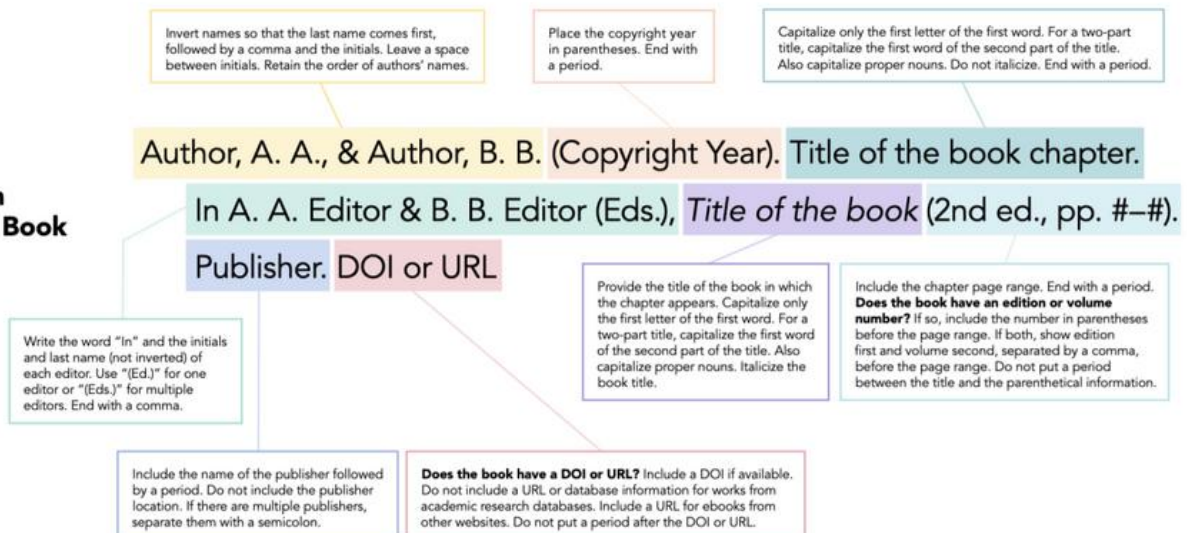 Invert names so that the last name comes first,
followed by a comma and the initials. Leave a space
between initials. Retain the order of authors' names.
Place the copyright year
in parentheses. End with
a period.
Capitalize only the first letter of the first word. For a two-part
title, capitalize the first word of the second part of the title.
Also capitalize proper nouns. Do not italicize. End with a period.
Author, A. A., & Author, B. B. (Copyright Year). Title of the book chapter.
In A. A. Editor & B. B. Editor (Eds.), Title of the book (2nd ed., pp. #–#).
Publisher. DOI or URL
Book
Write the word "In" and the initials
and last name (not inverted) of
each editor. Use "(Ed.)" for one
editor or "(Eds.)" for multiple
editors. End with a comma.
Provide the title of the book in which
the chapter appears. Capitalize only
the first letter of the first word. For a
two-part title, capitalize the first word
of the second part of the title. Also
capitalize proper nouns. Italicize the
book title.
Include the chapter page range. End with a period.
Does the book have an edition or volume
number? If so, include the number in parentheses
before the page range. If both, show edition
first and volume second, separated by a comma,
before the page range. Do not put a period
between the title and the parenthetical information.
Include the name of the publisher followed
by a period. Do not include the publisher
location. If there are multiple publishers,
separate them with a semicolon.
Does the book have a DOI or URL? Include a DOI if available.
Do not include a URL or database information for works from
academic research databases. Include a URL for ebooks from
other websites. Do not put a period after the DOI or URL.